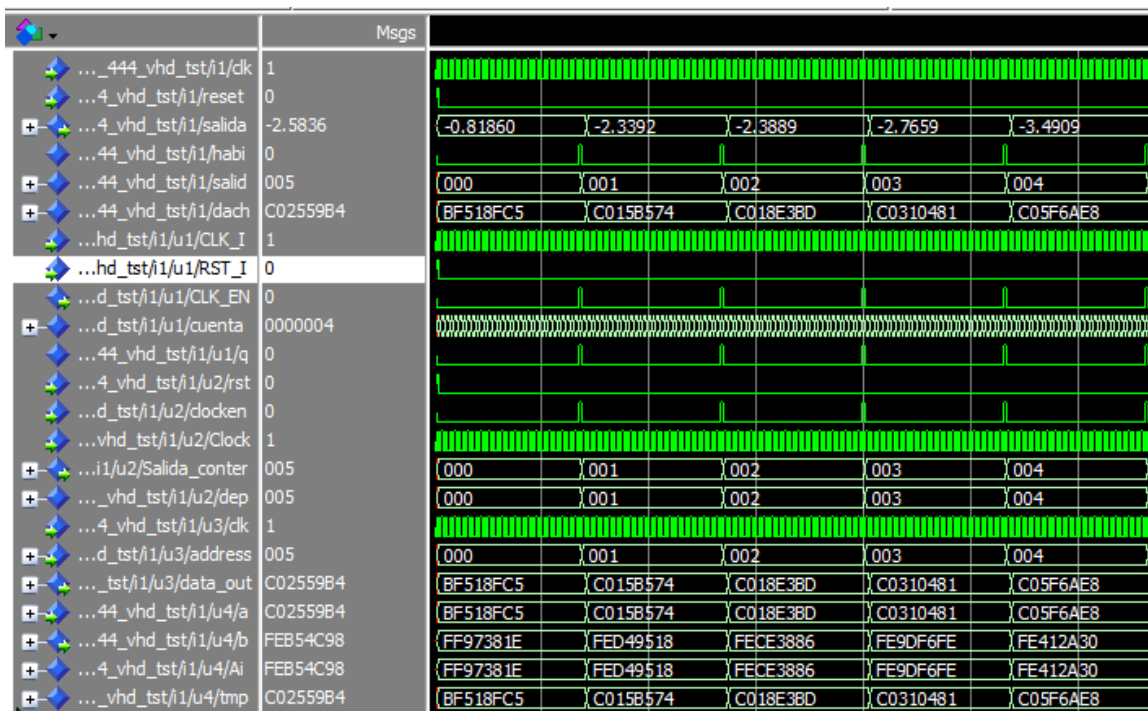 Msgs
..._444_vhd_tst/i1/clk 1
...4_vhd_tst/i1/reset 0
...4_vhd_tst/i1/salida -2.5836 -0.81860 -2.3392 -2.3889 -2.7659 -3.4909
...44_vhd_tst/i1/habi 0
...44_vhd_tst/i1/salid 005 000 001 002 003 004
...44_vhd_tst/i1/dach C02559B4 BF518FC5 C015B574 C018E3BD C0310481 C05F6AE8
...hd_tst/i1/u1/CLK_I 1
...hd_tst/i1/u1/RST_I 0
...d_tst/i1/u1/CLK_EN 0
...d_tst/i1/u1/cuenta 0000004
...44_vhd_tst/i1/u1/q 0
...4_vhd_tst/i1/u2/rst 0
...d_tst/i1/u2/clocken 0
...vhd_tst/i1/u2/Clock 1
...i1/u2/Salida_conter 005 000 001 002 003 004
..._vhd_tst/i1/u2/dep 005 000 001 002 003 004
...4_vhd_tst/i1/u3/clk 1
...d_tst/i1/u3/address 005 000 001 002 003 004
..._tst/i1/u3/data_out C02559B4 BF518FC5 C015B574 C018E3BD C0310481 C05F6AE8
...44_vhd_tst/i1/u4/a C02559B4 BF518FC5 C015B574 C018E3BD C0310481 C05F6AE8
...44_vhd_tst/i1/u4/b FEB54C98 FF97381E FED49518 FECE3886 FE9DF6FE FE412A30
...4_vhd_tst/i1/u4/Ai FEB54C98 FF97381E FED49518 FECE3886 FE9DF6FE FE412A30
..._vhd_tst/i1/u4/tmp C02559B4 BF518FC5 C015B574 C018E3BD C0310481 C05F6AE8